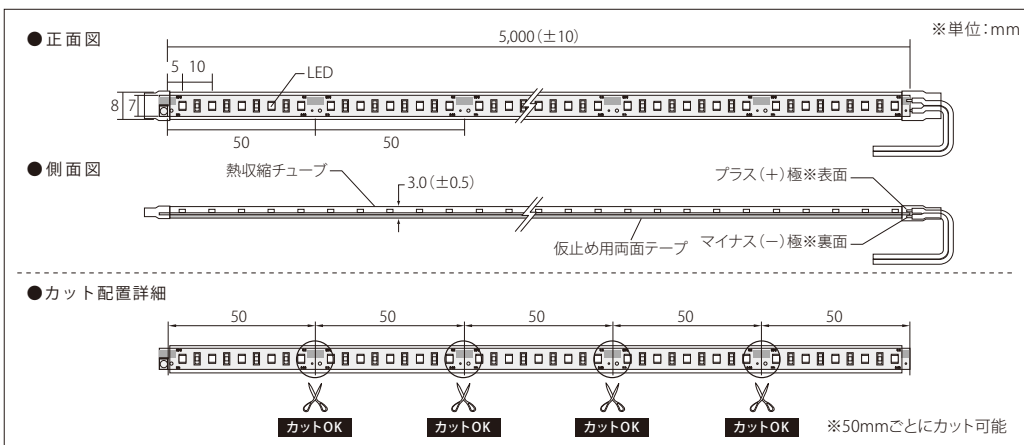 ●正面図
5,000(±10)
※単位：mm
5 10
LED
8 7
50 50
●側面図
熱収縮チューブ
3.0(±0.5)
プラス(+)極※表面
仮止め用両面テープ
マイナス(−)極※裏面
●カット配置詳細
50 50 50 50 50
カットOK カットOK カットOK カットOK
※50mmごとにカット可能